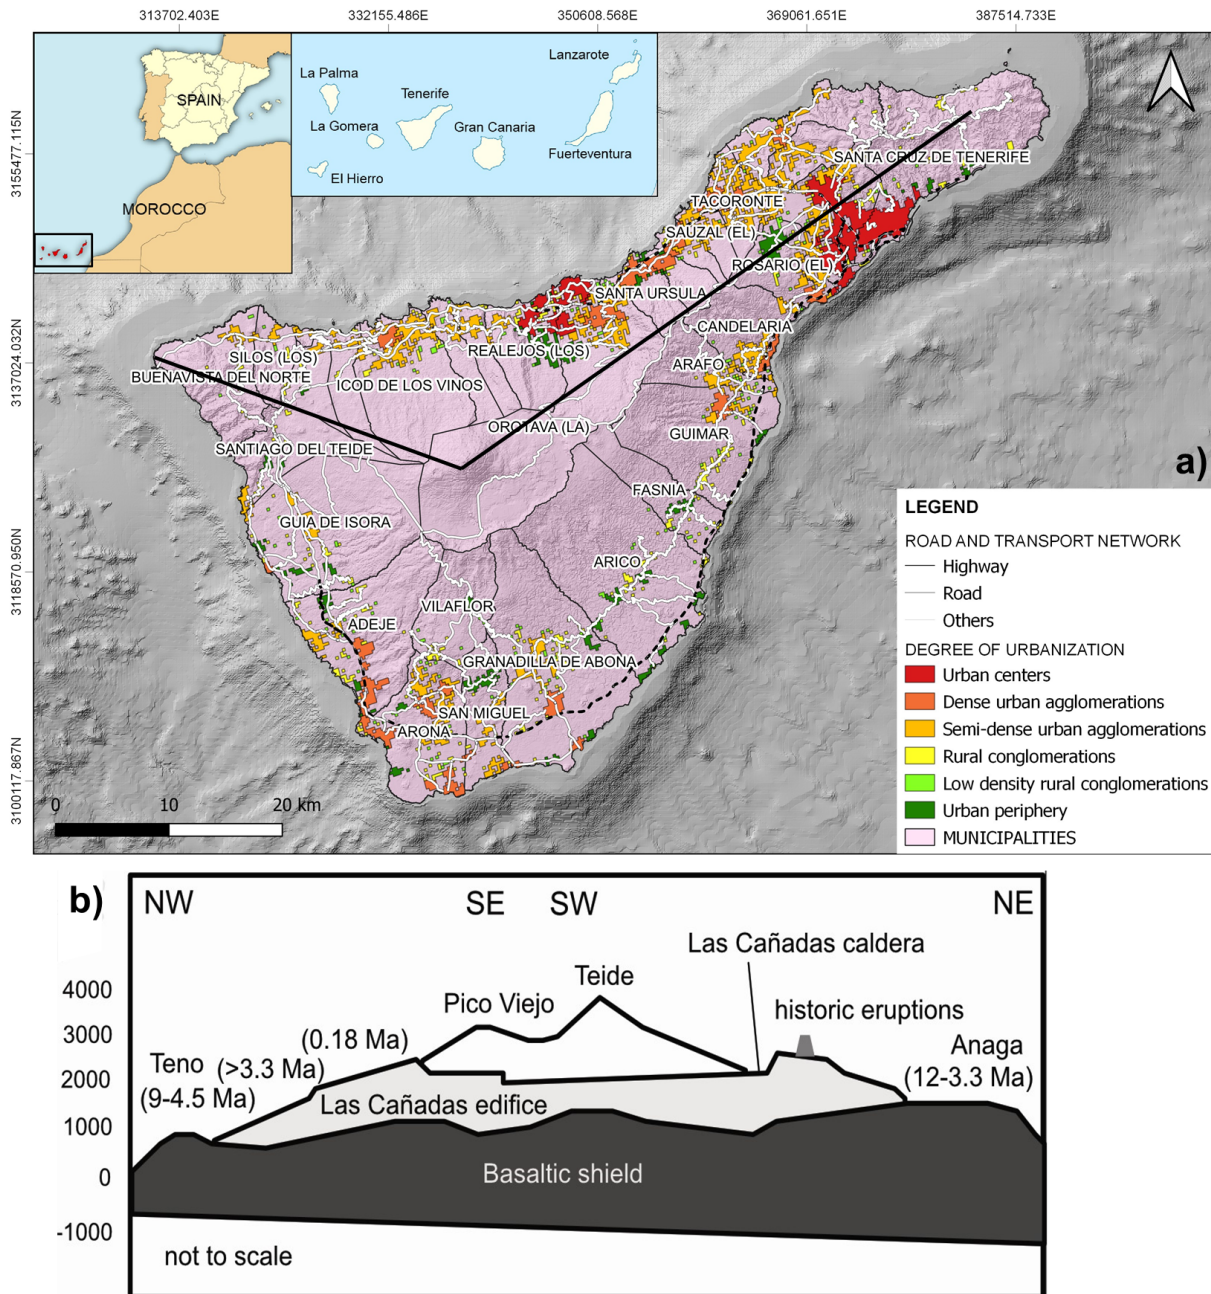 313702.403E
332155.486E
350608.568E
369061.651E
387514.733E
3155477.115N
3137024.032N
3118570.950N
3100117.867N
SPAIN
MOROCCO
Lanzarote
La Palma
Tenerife
La Gomera
Gran Canaria
Fuerteventura
El Hierro
SANTA CRUZ DE TENERIFE
TACORONTE
SAUZAL (EL)
ROSARIO (EL)
SANTA URSULA
CANDELARIA
SILOS (LOS)
REALEJOS (LOS)
ARAFO
BUENAVISTA DEL NORTE
ICOD DE LOS VINOS
OROTAVA (LA)
GUIMAR
SANTIAGO DEL TEIDE
a)
FASNIA
GUIA DE ISORA
ARICO
VILAFLOR
ADEJE
GRANADILLA DE ABONA
SAN MIGUEL
ARONA
0 10 20 km
LEGEND
ROAD AND TRANSPORT NETWORK
Highway
Road
Others
DEGREE OF URBANIZATION
Urban centers
Dense urban agglomerations
Semi-dense urban agglomerations
Rural conglomerations
Low density rural conglomerations
Urban periphery
MUNICIPALITIES
b)
NW SE SW NE
Las Cañadas caldera
4000
Teide
Pico Viejo
historic eruptions
3000
(0.18 Ma)
Anaga
Teno
(>3.3 Ma)
(12-3.3 Ma)
2000
(9-4.5 Ma)
Las Cañadas edifice
1000
Basaltic shield
0
-1000
not to scale